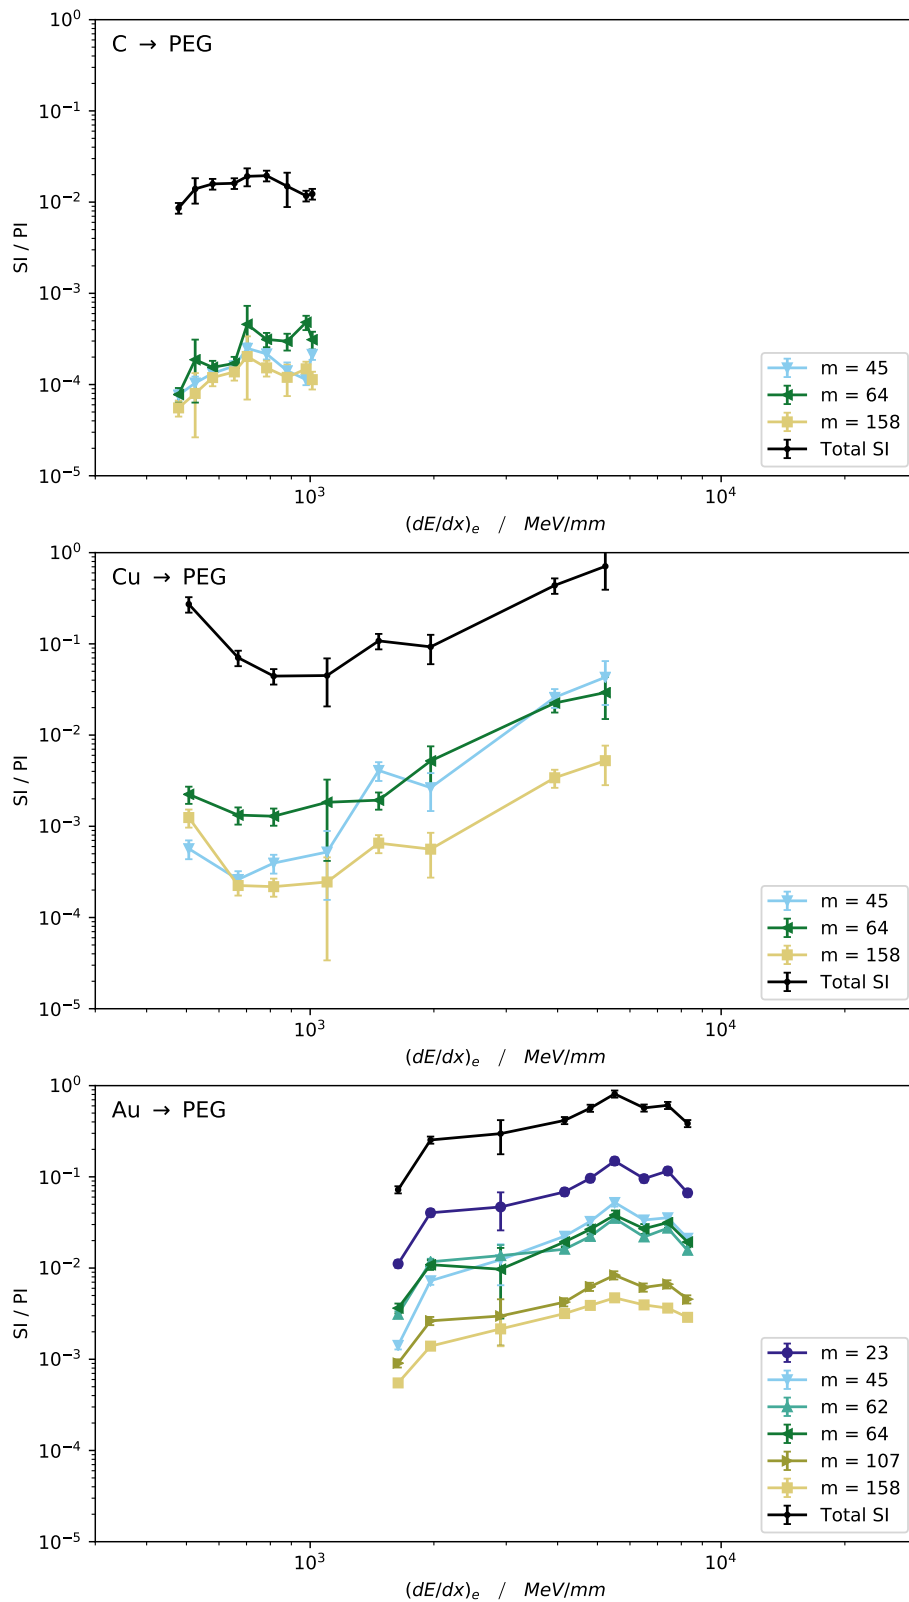 C → PEG
10^0
10^-1
10^-2
10^-3
10^-4
10^-5
SI / PI
m = 45
m = 64
m = 158
Total SI
10^3
10^4
(dE/dx)_e / MeV/mm
Cu → PEG
10^0
10^-1
10^-2
10^-3
10^-4
10^-5
SI / PI
m = 45
m = 64
m = 158
Total SI
10^3
10^4
(dE/dx)_e / MeV/mm
Au → PEG
10^0
10^-1
10^-2
10^-3
10^-4
10^-5
SI / PI
m = 23
m = 45
m = 62
m = 64
m = 107
m = 158
Total SI
10^3
10^4
(dE/dx)_e / MeV/mm